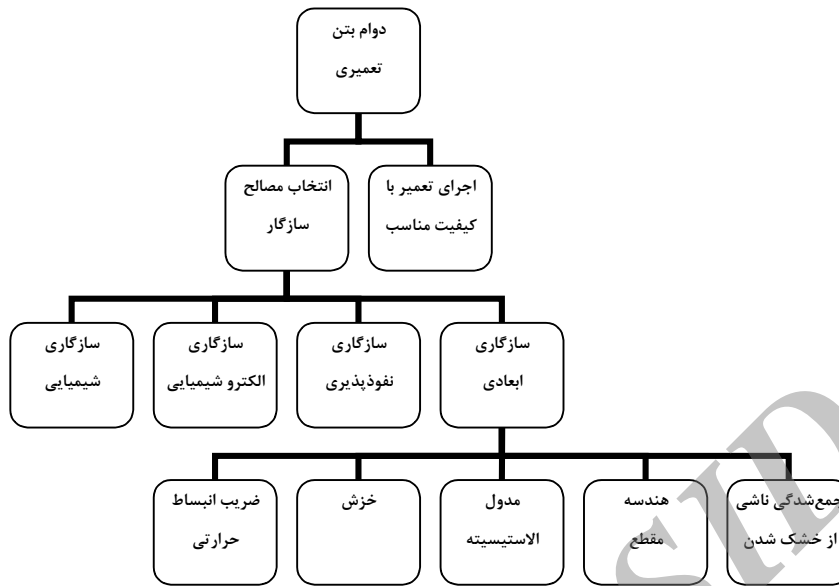 دوام بتن
تعمیری
اجرای تعمیر با
کیفیت مناسب
انتخاب مصالح
سازگار
سازگاری
ابعادی
سازگاری
نفوذپذیری
سازگاری
الکترو شیمیایی
سازگاری
شیمیایی
جمع‌شدگی ناشی
از خشک شدن
هندسه
مقطع
مدول
الاستیسیته
خزش
ضریب انبساط
حرارتی
SID